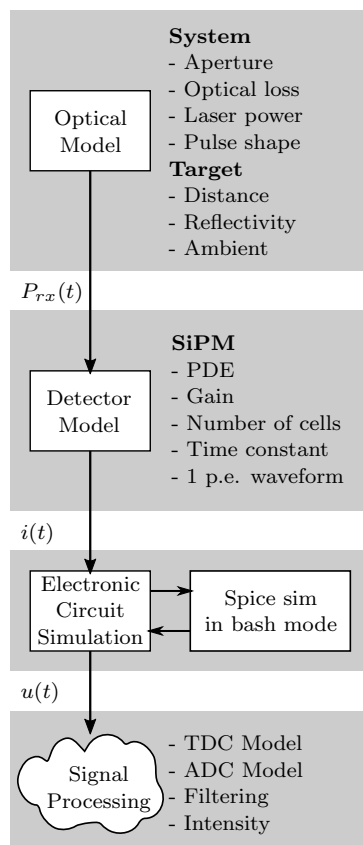 System
- Aperture
- Optical loss
- Laser power
- Pulse shape
Target
- Distance
- Reflectivity
- Ambient
Optical
Model
P_{rx}(t)
SiPM
- PDE
- Gain
- Number of cells
- Time constant
- 1 p.e. waveform
Detector
Model
i(t)
Electronic
Circuit
Simulation
Spice sim
in bash mode
u(t)
Signal
Processing
- TDC Model
- ADC Model
- Filtering
- Intensity